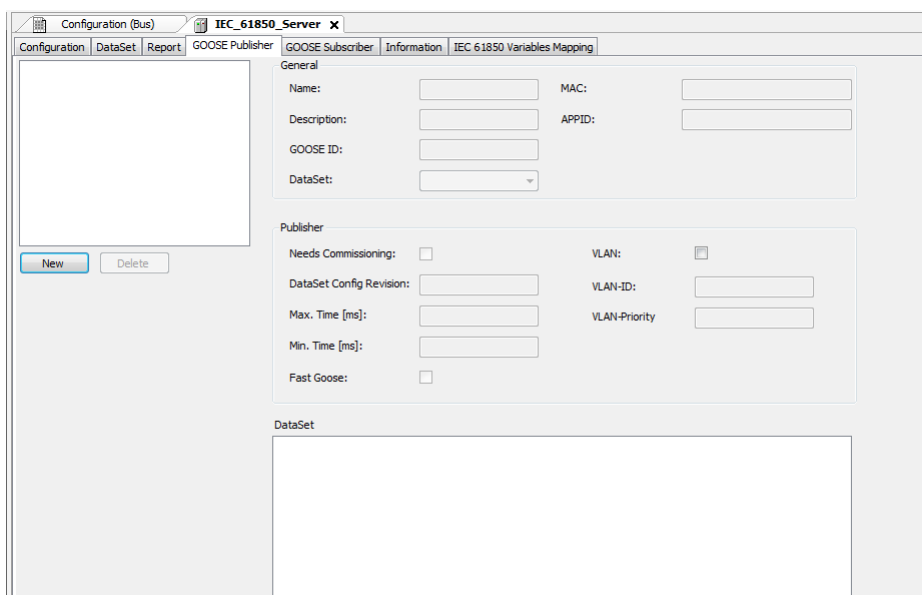 Configuration (Bus) IEC_61850_Server X
Configuration DataSet Report GOOSE Publisher GOOSE Subscriber Information IEC 61850 Variables Mapping
General
Name: MAC:
Description: APPID:
GOOSE ID:
DataSet:
Publisher
Needs Commissioning: VLAN:
New Delete
DataSet Config Revision: VLAN-ID:
Max. Time [ms]: VLAN-Priority
Min. Time [ms]:
Fast Goose:
DataSet